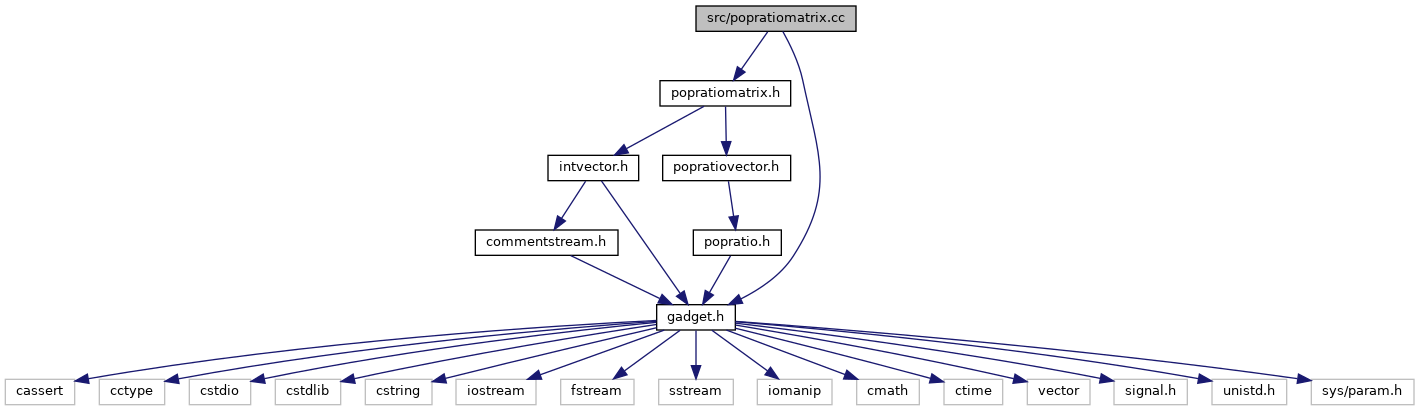 src/popratiomatrix.cc
popratiomatrix.h
intvector.h
popratiovector.h
commentstream.h
popratio.h
gadget.h
cassert
cctype
cstdio
cstdlib
cstring
iostream
fstream
sstream
iomanip
cmath
ctime
vector
signal.h
unistd.h
sys/param.h